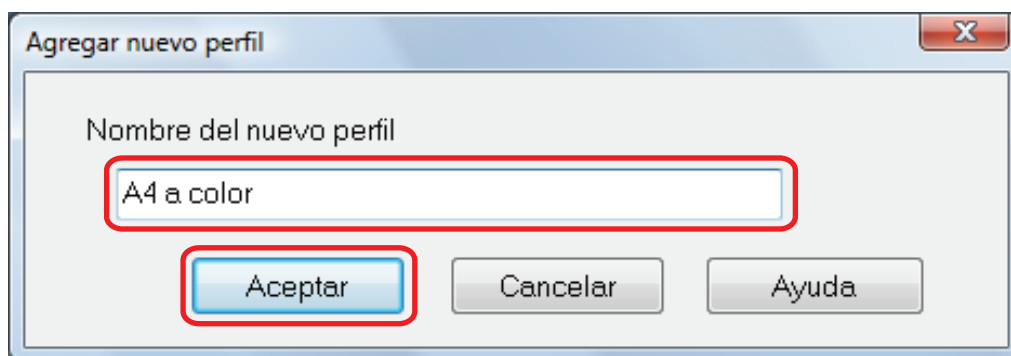 Agregar nuevo perfil
Nombre del nuevo perfil
A4 a color
Aceptar Cancelar Ayuda